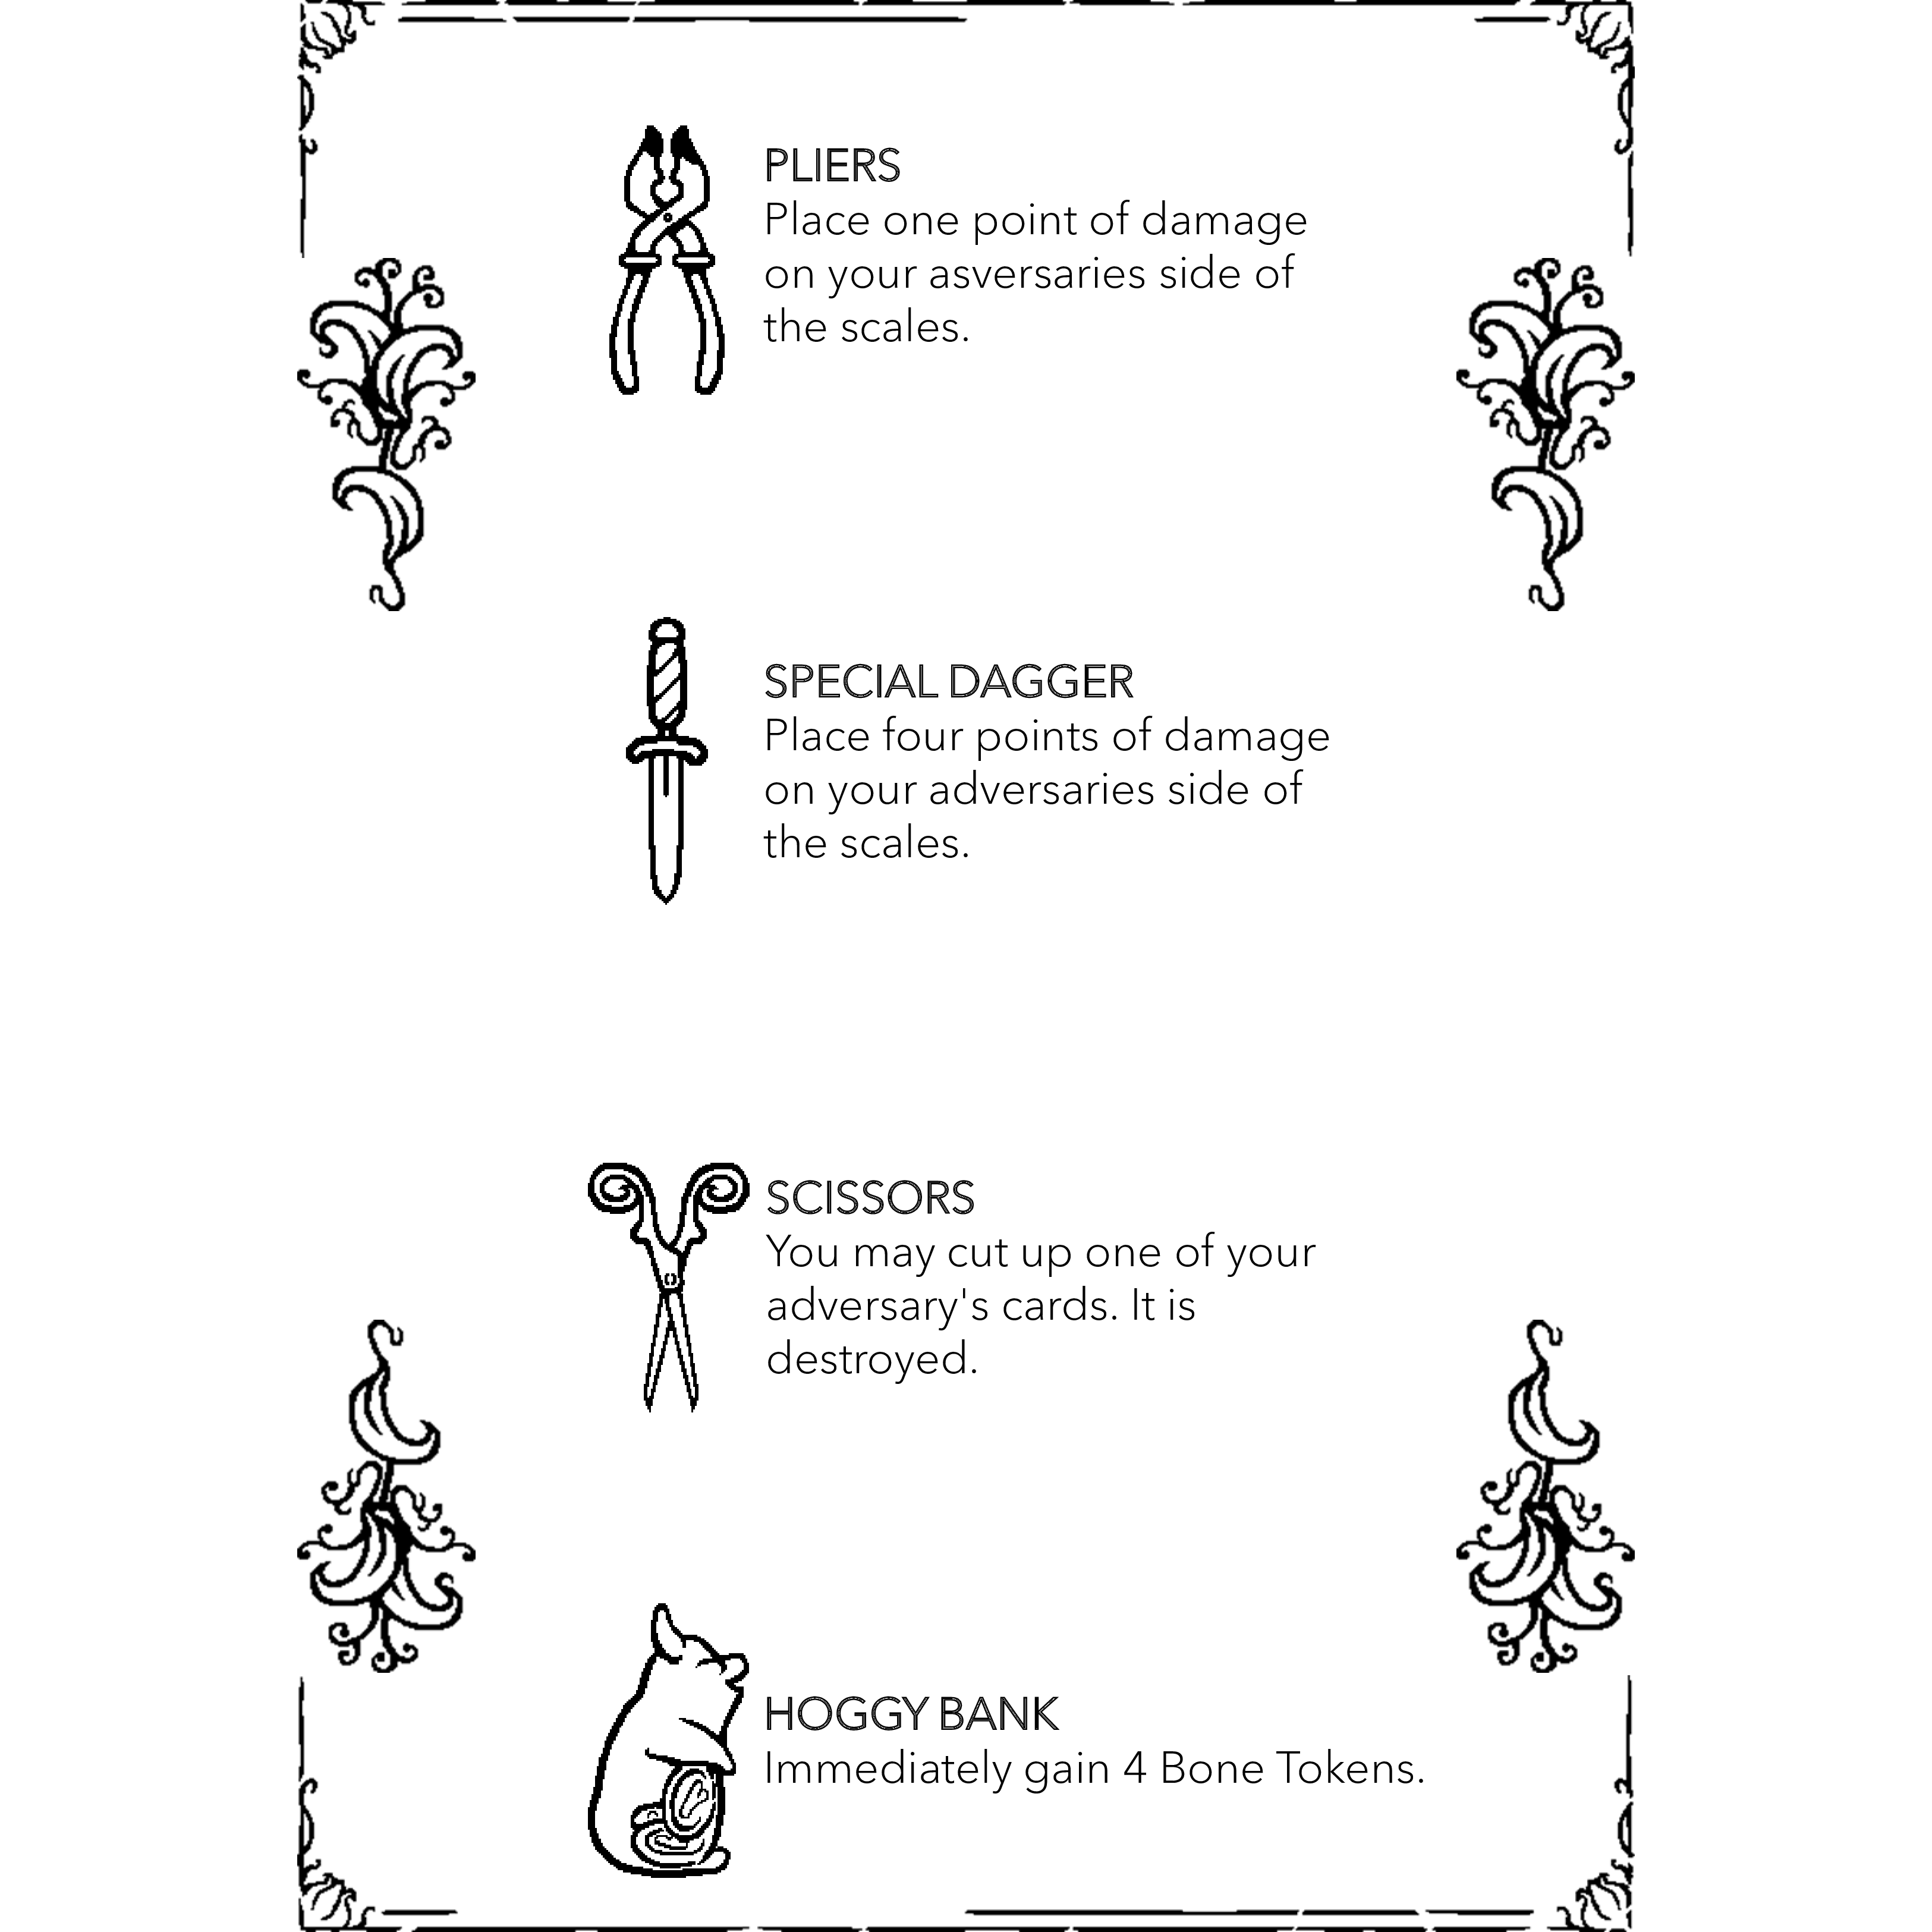 PLIERS
Place one point of damage
on your asversaries side of
the scales.
SPECIAL DAGGER
Place four points of damage
on your adversaries side of
the scales.
SCISSORS
You may cut up one of your
adversary's cards. It is
destroyed.
HOGGY BANK
Immediately gain 4 Bone Tokens.